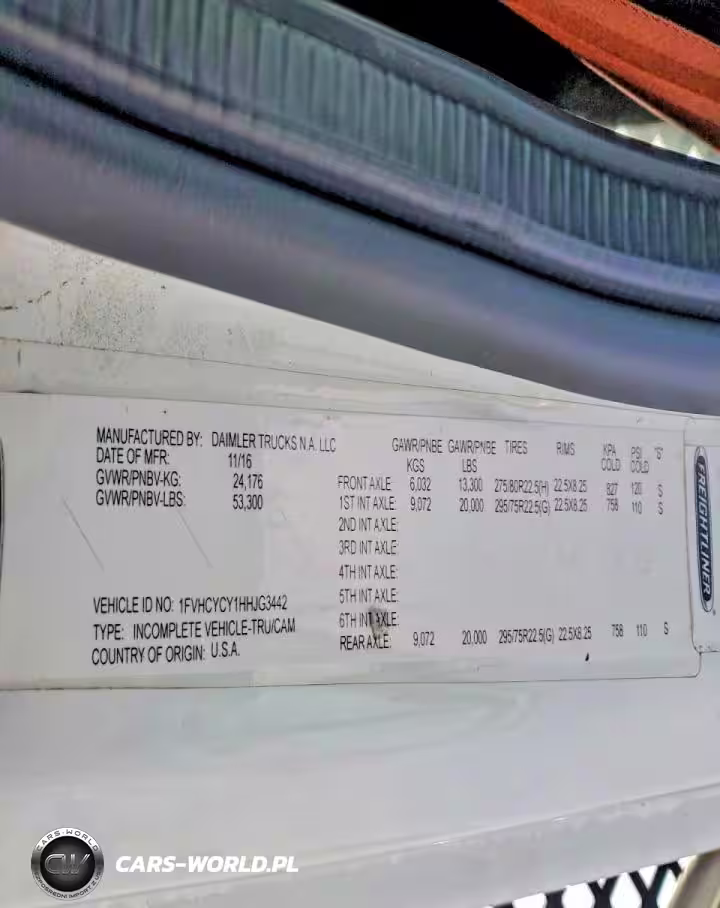 MANUFACTURED BY: DAIMLER TRUCKS N.A. LLC
DATE OF MFR: 11/16
GVWR/PNBV-KG: 24,176
GVWR/PNBV-LBS: 53,300
VEHICLE ID NO: 1FVHCYCY1HHJG3442
TYPE: INCOMPLETE VEHICLE-TRU/CAM
COUNTRY OF ORIGIN: U.S.A.
GAWR/PNBE KGS GAWR/PNBE LBS TIRES RIMS KPA COLD PSI COLD "S"
FRONT AXLE: 6,032 13,300 275/80R22.5(H) 22.5X8.25 827 120 S
1ST INT AXLE: 9,072 20,000 295/75R22.5(G) 22.5X8.25 758 110 S
2ND INT AXLE:
3RD INT AXLE:
4TH INT AXLE:
5TH INT AXLE:
6TH INT AXLE:
REAR AXLE: 9,072 20,000 295/75R22.5(G) 22.5X8.25 758 110 S
FREIGHTLINER
CARS-WORLD
CW
CARS-WORLD.PL